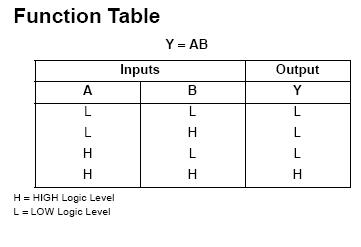 Function Table
Y = AB
Inputs Output
A B Y
L L L
L H L
H L L
H H H
H = HIGH Logic Level
L = LOW Logic Level